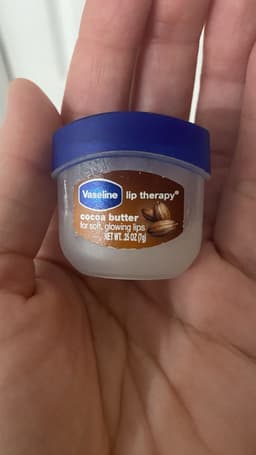 Vaseline lip therapy®
cocoa butter
for soft, glowing lips
NET WT. .25 OZ (7g)